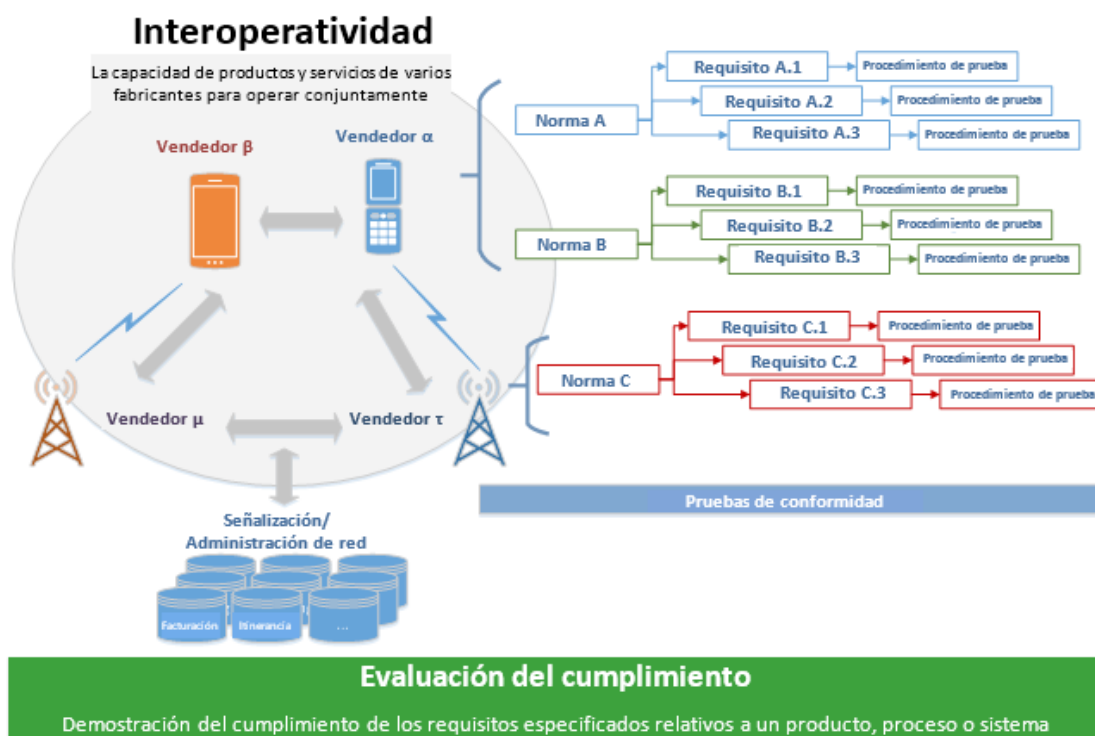 Interoperatividad
La capacidad de productos y servicios de varios
fabricantes para operar conjuntamente
Vendedor β
Vendedor α
Vendedor μ
Vendedor τ
Señalización/
Administración de red
Facturación
Itinerancia
...
Norma A
Requisito A.1
Procedimiento de prueba
Requisito A.2
Procedimiento de prueba
Requisito A.3
Procedimiento de prueba
Norma B
Requisito B.1
Procedimiento de prueba
Requisito B.2
Procedimiento de prueba
Requisito B.3
Procedimiento de prueba
Norma C
Requisito C.1
Procedimiento de prueba
Requisito C.2
Procedimiento de prueba
Requisito C.3
Procedimiento de prueba
Pruebas de conformidad
Evaluación del cumplimiento
Demostración del cumplimiento de los requisitos especificados relativos a un producto, proceso o sistema